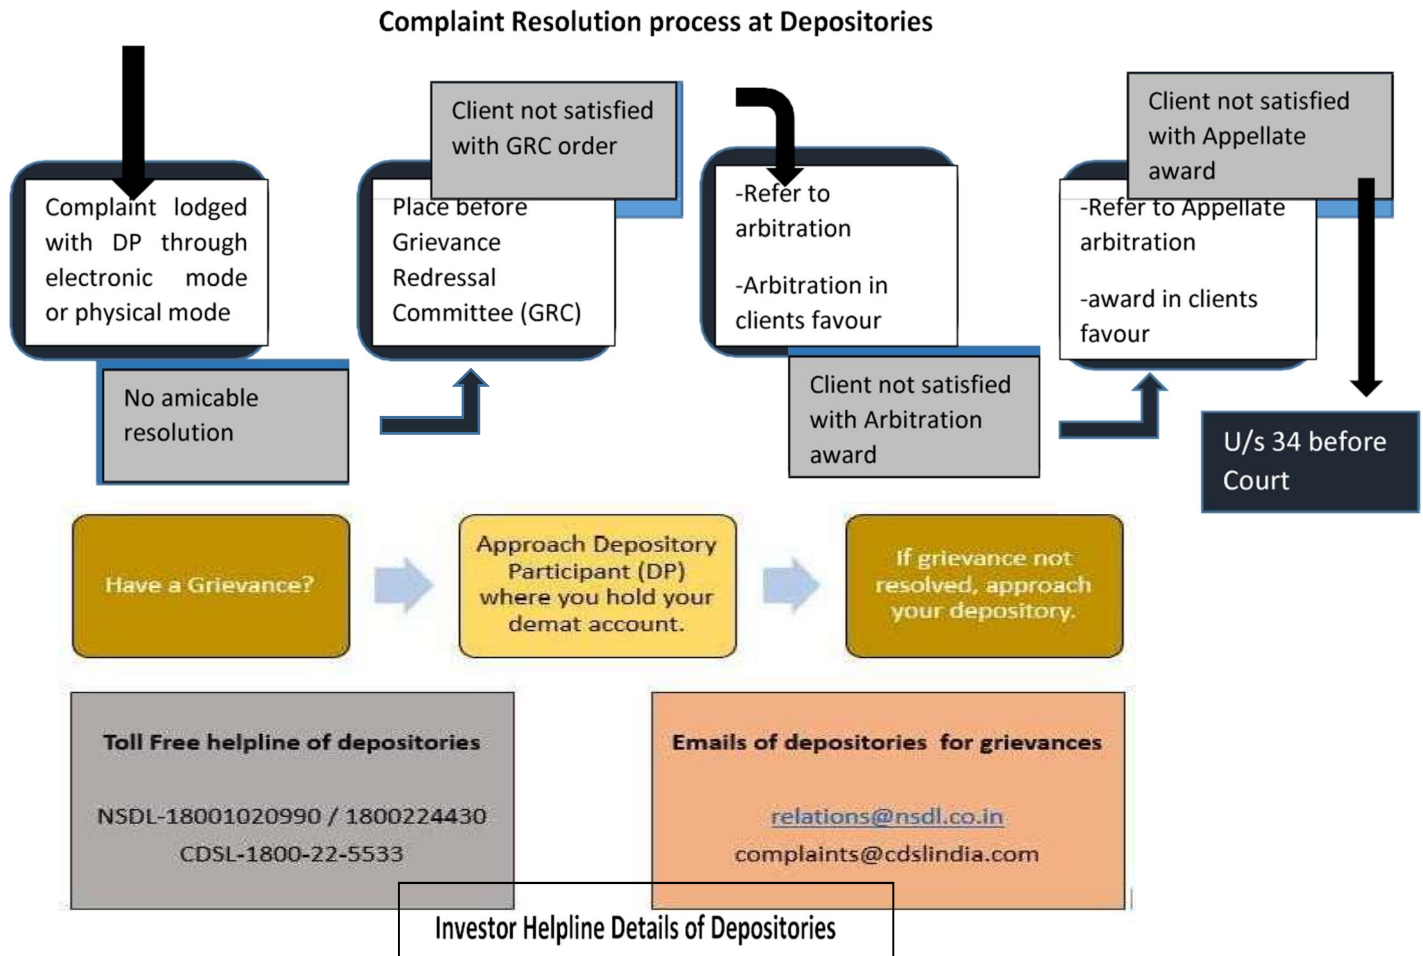 Complaint Resolution process at Depositories
Complaint lodged
with DP through
electronic mode
or physical mode
No amicable
resolution
Client not satisfied
with GRC order
Place before
Grievance
Redressal
Committee (GRC)
-Refer to
arbitration
-Arbitration in
clients favour
Client not satisfied
with Arbitration
award
Client not satisfied
with Appellate
award
-Refer to Appellate
arbitration
-award in clients
favour
U/s 34 before
Court
Have a Grievance?
Approach Depository
Participant (DP)
where you hold your
demat account.
If grievance not
resolved, approach
your depository.
Toll Free helpline of depositories
NSDL-18001020990 / 1800224430
CDSL-1800-22-5533
Emails of depositories for grievances
relations@nsdl.co.in
complaints@cdslindia.com
Investor Helpline Details of Depositories